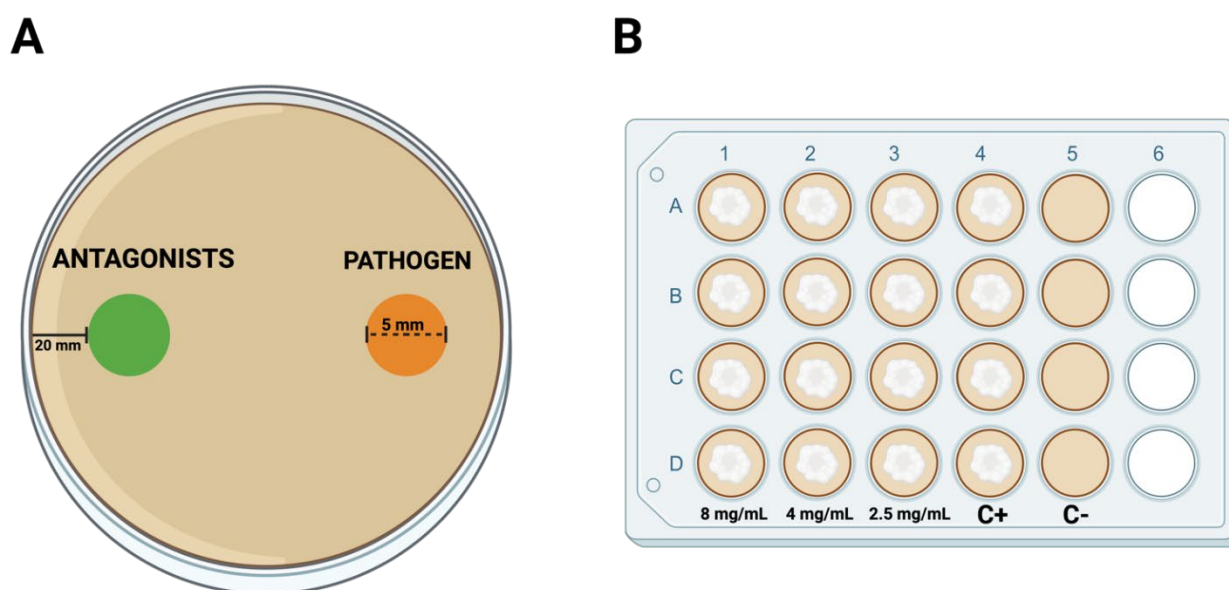 A
ANTAGONISTS
PATHOGEN
20 mm
5 mm
B
1 2 3 4 5 6
A
B
C
D
8 mg/mL 4 mg/mL 2.5 mg/mL C+ C-